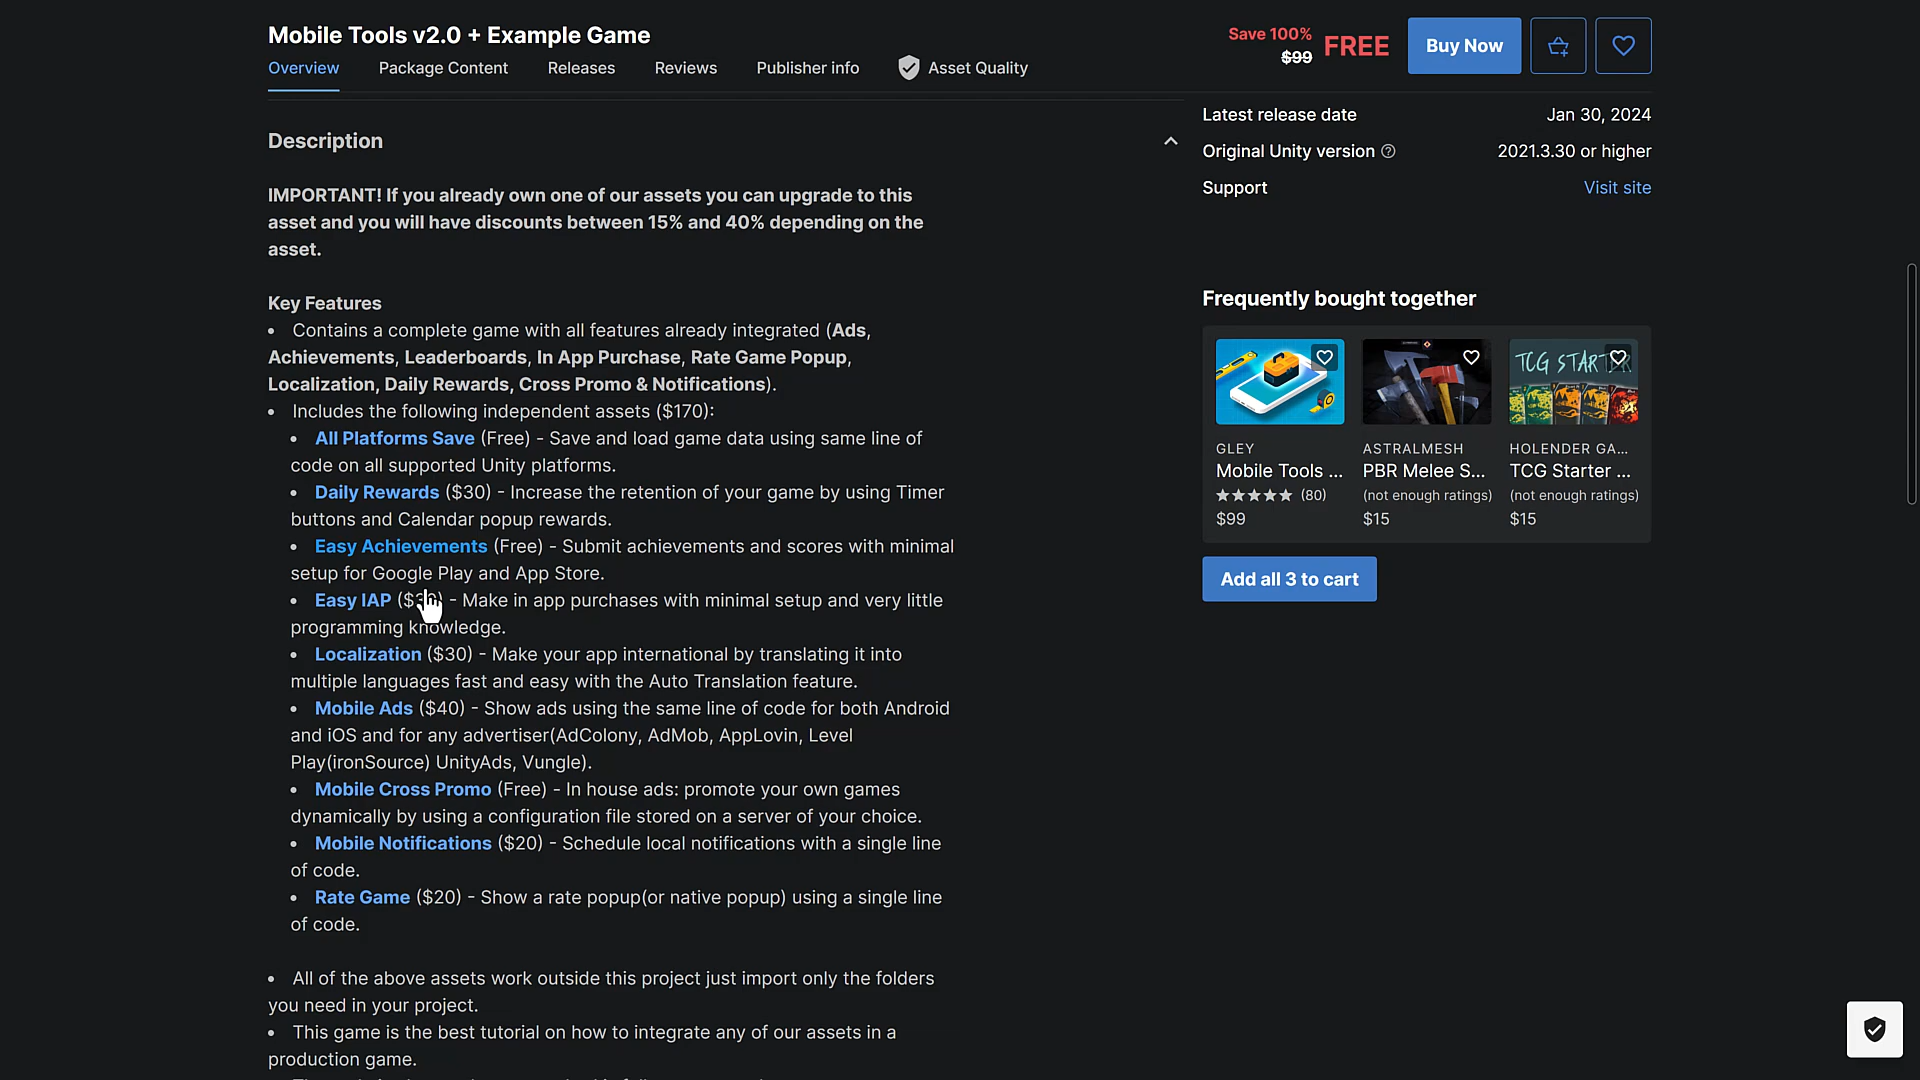 Mobile Tools v2.0 + Example Game
Save 100%
$99
FREE
Buy Now
Overview
Package Content
Releases
Reviews
Publisher info
Asset Quality
Description
IMPORTANT! If you already own one of our assets you can upgrade to this
asset and you will have discounts between 15% and 40% depending on the
asset.
Key Features
• Contains a complete game with all features already integrated (Ads,
Achievements, Leaderboards, In App Purchase, Rate Game Popup,
Localization, Daily Rewards, Cross Promo & Notifications).
• Includes the following independent assets ($170):
• All Platforms Save (Free) - Save and load game data using same line of
code on all supported Unity platforms.
• Daily Rewards ($30) - Increase the retention of your game by using Timer
buttons and Calendar popup rewards.
• Easy Achievements (Free) - Submit achievements and scores with minimal
setup for Google Play and App Store.
• Easy IAP - Make in app purchases with minimal setup and very little
programming knowledge.
• Localization ($30) - Make your app international by translating it into
multiple languages fast and easy with the Auto Translation feature.
• Mobile Ads ($40) - Show ads using the same line of code for both Android
and iOS and for any advertiser(AdColony, AdMob, AppLovin, Level
Play(ironSource) UnityAds, Vungle).
• Mobile Cross Promo (Free) - In house ads: promote your own games
dynamically by using a configuration file stored on a server of your choice.
• Mobile Notifications ($20) - Schedule local notifications with a single line
of code.
• Rate Game ($20) - Show a rate popup(or native popup) using a single line
of code.
• All of the above assets work outside this project just import only the folders
you need in your project.
• This game is the best tutorial on how to integrate any of our assets in a
production game.
Latest release date
Jan 30, 2024
Original Unity version
2021.3.30 or higher
Support
Visit site
Frequently bought together
TCG STARTER
GLEY
Mobile Tools ...
(80)
$99
ASTRALMESH
PBR Melee S...
(not enough ratings)
$15
HOLENDER GA...
TCG Starter ...
(not enough ratings)
$15
Add all 3 to cart